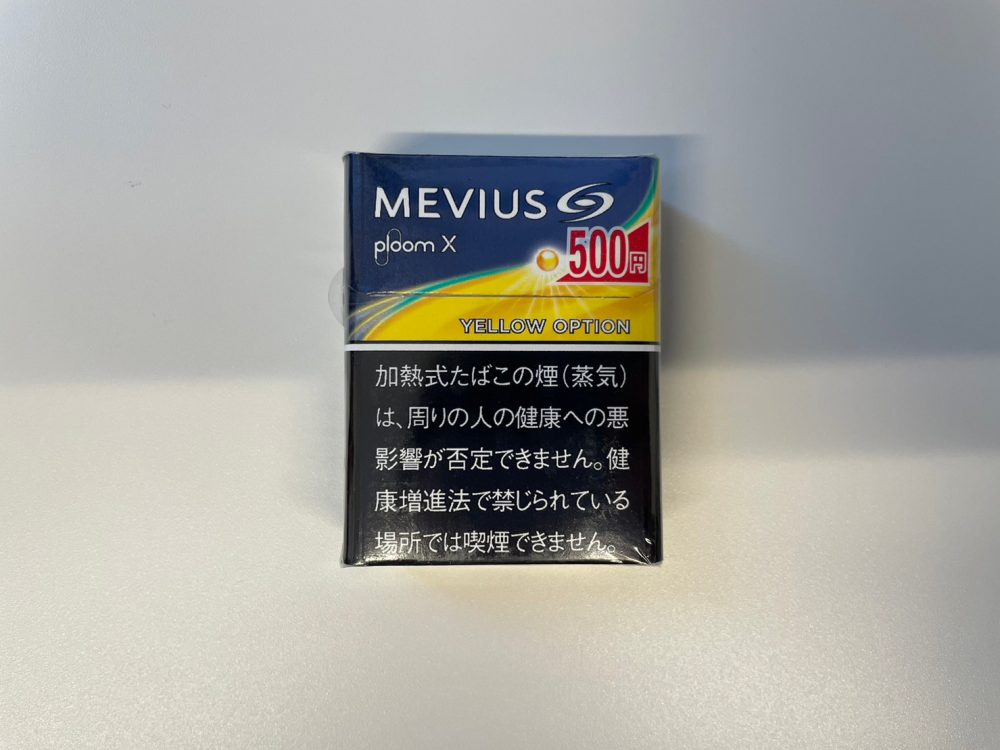 MEVIUS
ploom X
500円
YELLOW OPTION
加熱式たばこの煙(蒸気)
は、周りの人の健康への悪
影響が否定できません。健
康増進法で禁じられている
場所では喫煙できません。